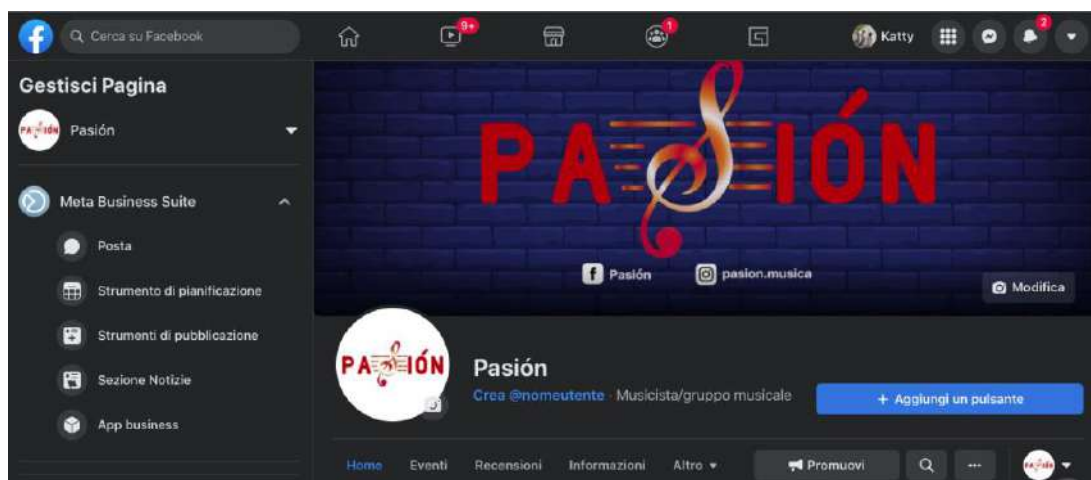 Cerca su Facebook
9+
1
Katty
2
Gestisci Pagina
PASIÓN
Pasión
Meta Business Suite
Posta
Strumento di pianificazione
Strumenti di pubblicazione
Sezione Notizie
App business
PASIÓN
Pasión
pasion.musica
Modifica
PASIÓN
Pasión
Crea @nomeutente · Musicista/gruppo musicale
+ Aggiungi un pulsante
Home Eventi Recensioni Informazioni Altro
Promuovi
PASIÓN